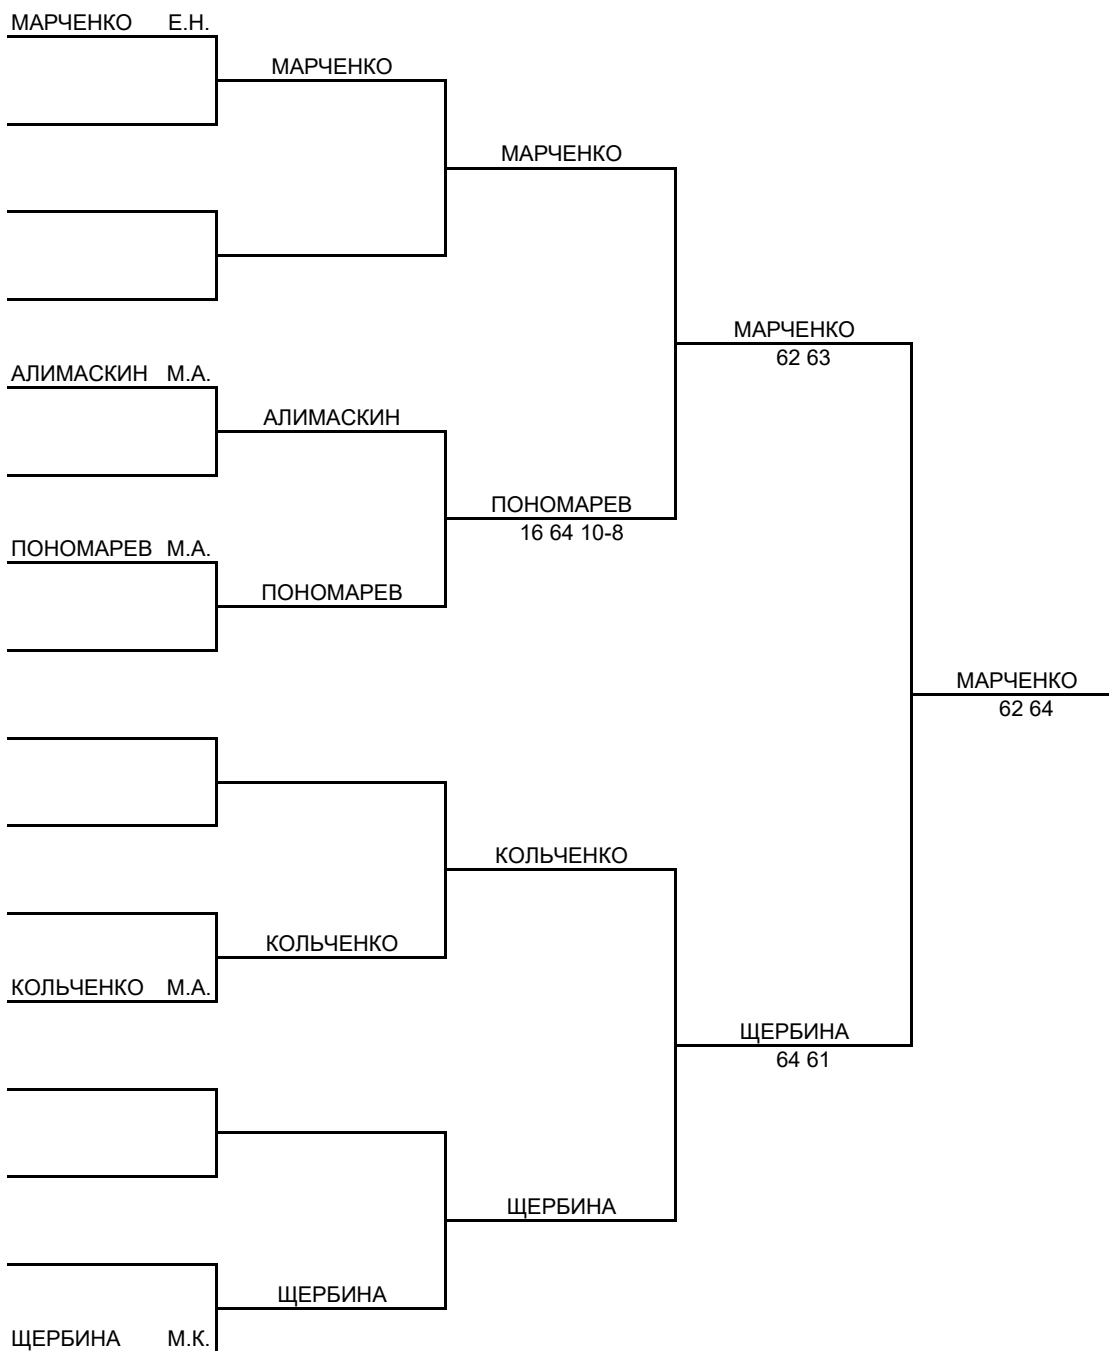 МАРЧЕНКО Е.Н.
МАРЧЕНКО
МАРЧЕНКО
МАРЧЕНКО
62 63
АЛИМАСКИН М.А.
АЛИМАСКИН
ПОНОМАРЕВ
16 64 10-8
ПОНОМАРЕВ М.А.
ПОНОМАРЕВ
МАРЧЕНКО
62 64
КОЛЬЧЕНКО
КОЛЬЧЕНКО
КОЛЬЧЕНКО М.А.
ЩЕРБИНА
64 61
ЩЕРБИНА
ЩЕРБИНА
ЩЕРБИНА М.К.